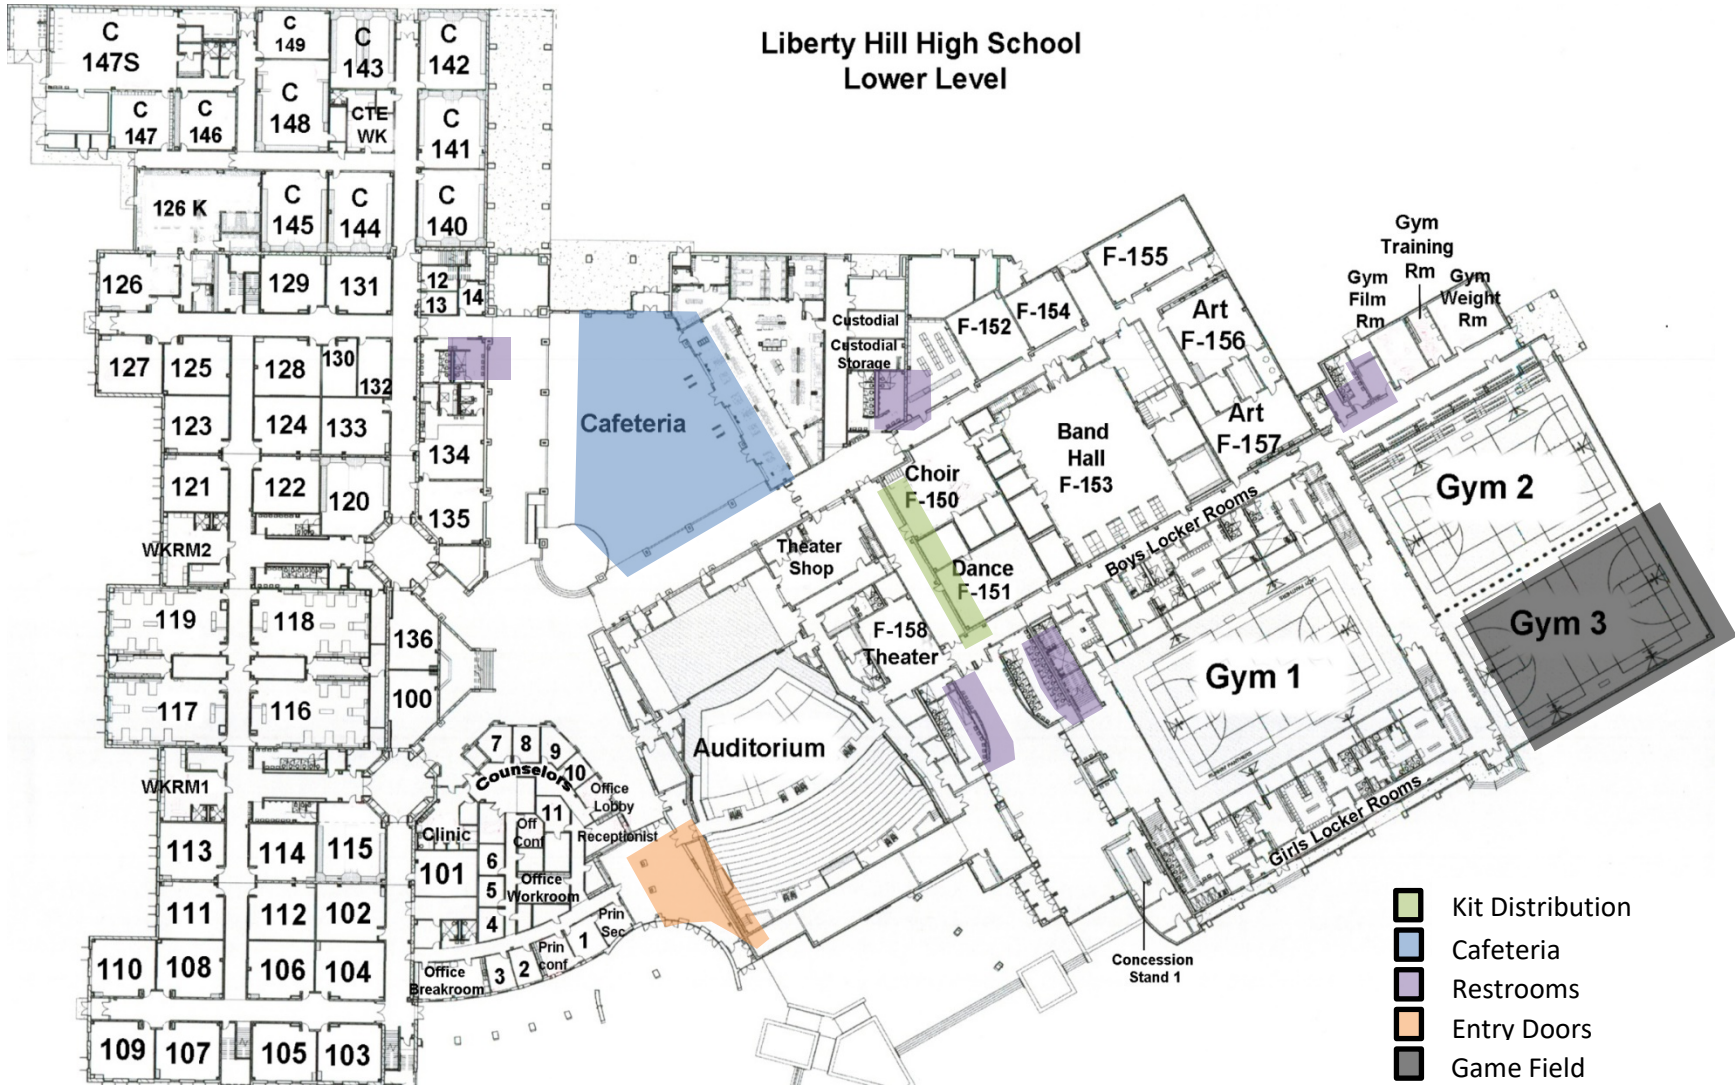 Liberty Hill High School
Lower Level
C
147S
C
149
C
143
C
142
C
147
C
146
C
148
CTE
WK
C
141
126 K
C
145
C
144
C
140
126
129
131
12
13
14
127
125
128
130
132
123
124
133
134
121
122
120
135
WKRM2
119
118
136
117
116
100
WKRM1
113
114
115
111
112
102
110
108
106
104
109
107
105
103
Cafeteria
Custodial
Custodial
Storage
F-152
F-154
F-155
Art
F-156
Art
F-157
Gym
Training
Rm
Gym
Film
Rm
Gym
Weight
Rm
Choir
F-150
Band
Hall
F-153
Dance
F-151
Theater
Shop
F-158
Theater
Auditorium
Boys Locker Rooms
Gym 2
Gym 3
Gym 1
Girls Locker Rooms
Concession
Stand 1
7
8
9
10
Counselors
11
Office
Lobby
Off
Conf
Receptionist
Clinic
101
6
5
4
Office
Workroom
Prin
Sec
1
Prin
conf
2
3
Office
Breakroom
Kit Distribution
Cafeteria
Restrooms
Entry Doors
Game Field